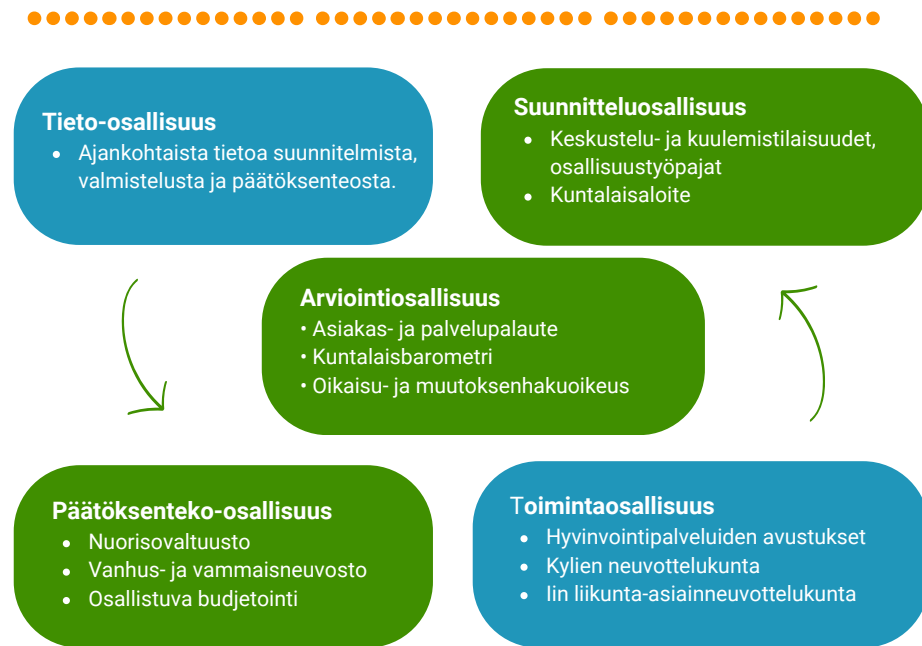 Tieto-osallisuus
• Ajankohtaista tietoa suunnitelmista,
valmistelusta ja päätöksenteosta.
Suunnitteluosallisuus
• Keskustelu- ja kuulemistilaisuudet,
osallisuustyöpajat
• Kuntalaisaloite
Arviointiosallisuus
• Asiakas- ja palvelupalaute
• Kuntalaisbarometri
• Oikaisu- ja muutoksenhakuoikeus
Päätöksenteko-osallisuus
• Nuorisovaltuusto
• Vanhus- ja vammaisneuvosto
• Osallistuva budjetointi
Toimintaosallisuus
• Hyvinvointipalveluiden avustukset
• Kylien neuvottelukunta
• Iin liikunta-asiainneuvottelukunta